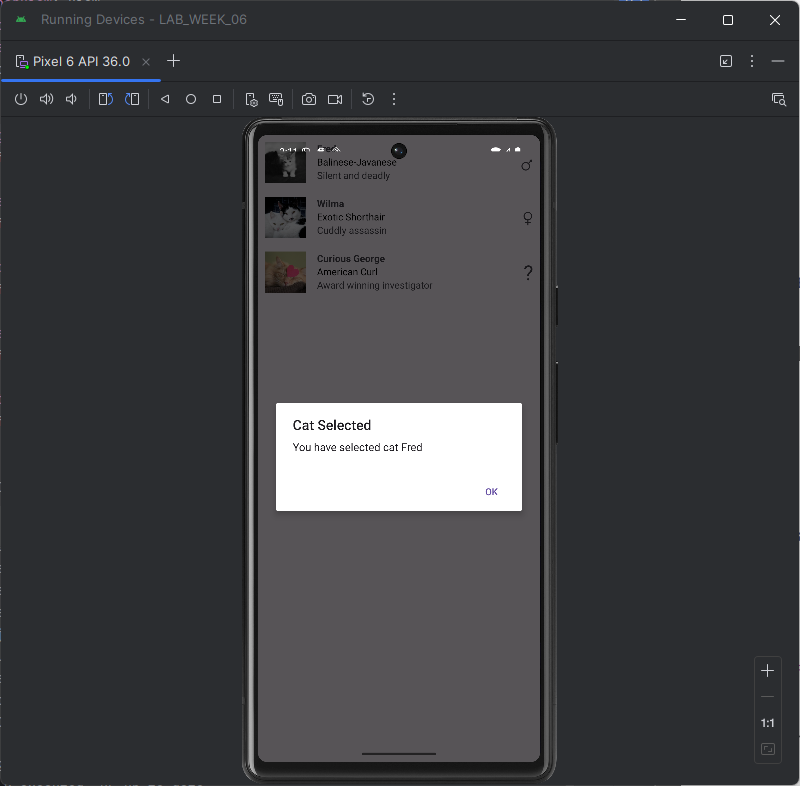 Running Devices - LAB_WEEK_06
Pixel 6 API 36.0
Balinese-Javanese
Silent and deadly
Wilma
Exotic Shorthair
Cuddly assassin
Curious George
American Curl
?
Award winning investigator
Cat Selected
You have selected cat Fred
OK
1:1